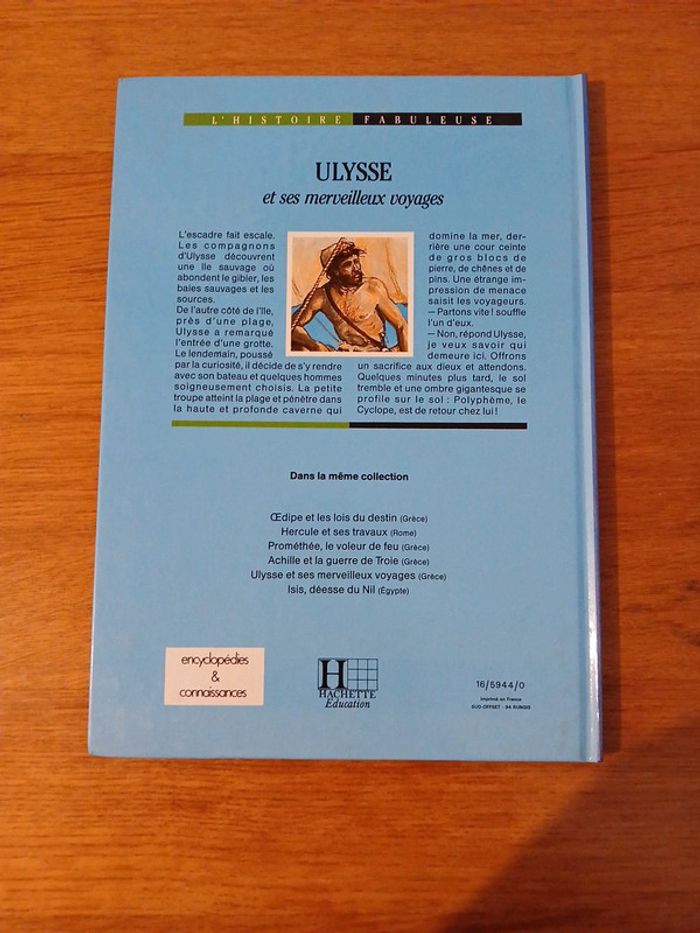 L'HISTOIRE FABULEUSE
ULYSSE
et ses merveilleux voyages
L'escadre fait escale.
Les compagnons
d'Ulysse découvrent
une île sauvage où
abondent le gibier, les
baies sauvages et les
sources.
De l'autre côté de l'île,
près d'une plage,
Ulysse a remarqué
l'entrée d'une grotte.
Le lendemain, poussé
par la curiosité, il décide de s'y rendre
avec son bateau et quelques hommes
soigneusement choisis. La petite
troupe atteint la plage et pénètre dans
la haute et profonde caverne qui
domine la mer, der-
rière une cour ceinte
de gros blocs de
pierre, de chênes et de
pins. Une étrange im-
pression de menace
saisit les voyageurs.
— Partons vite ! souffle
l'un d'eux.
— Non, répond Ulysse,
je veux savoir qui
demeure ici. Offrons
un sacrifice aux dieux et attendons.
Quelques minutes plus tard, le sol
tremble et une ombre gigantesque se
profile sur le sol : Polyphème, le
Cyclope, est de retour chez lui !
Dans la même collection
Œdipe et les lois du destin (Grèce)
Hercule et ses travaux (Rome)
Prométhée, le voleur de feu (Grèce)
Achille et la guerre de Troie (Grèce)
Ulysse et ses merveilleux voyages (Grèce)
Isis, déesse du Nil (Égypte)
encyclopédies
&
connaissances
H
HACHETTE
Éducation
16/5944/0
Imprimé en France
SUD-OFFSET - 94 RUNGIS